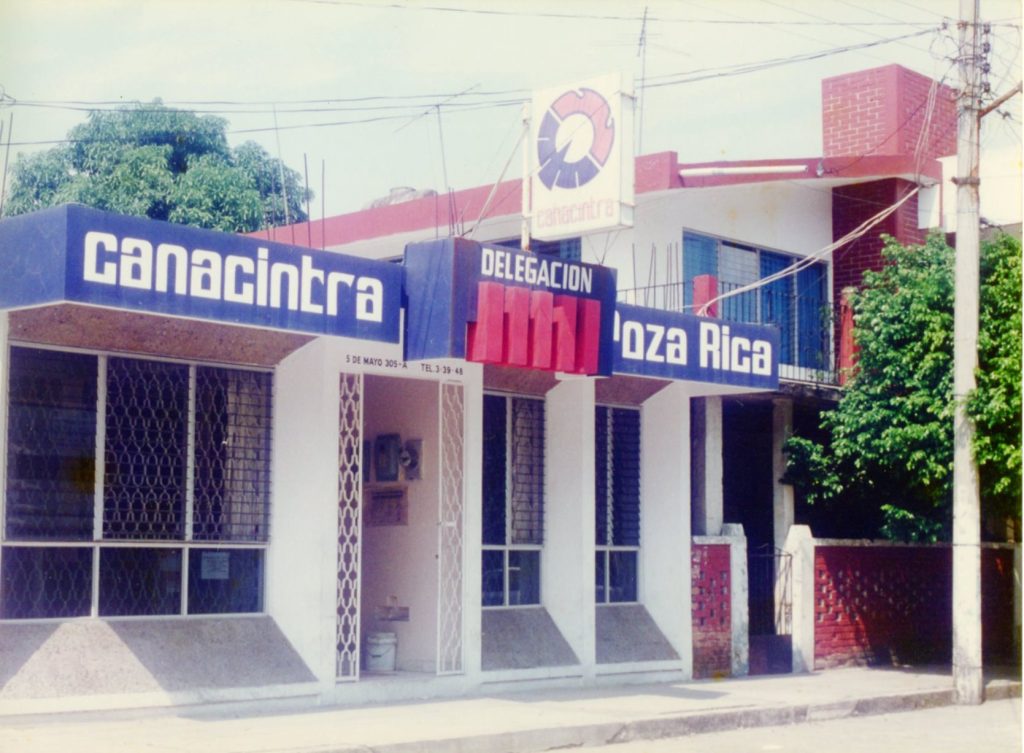 canacintra
canacintra
DELEGACION
Poza Rica
5 DE MAYO 305-A TEL. 3-39-48